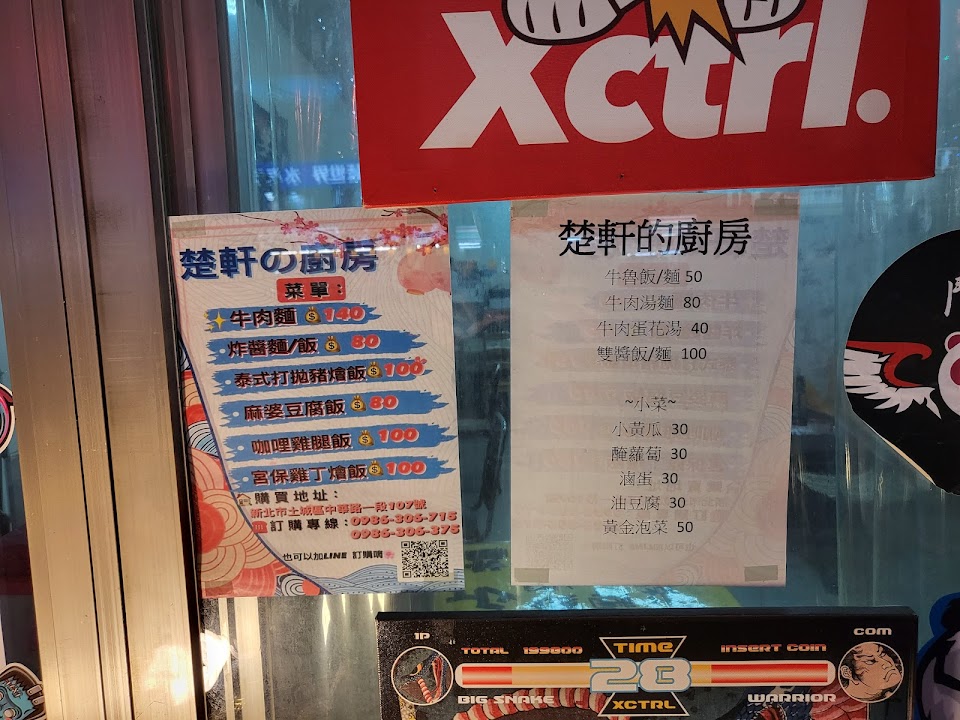 Xctrl.
楚軒の廚房
菜單：
牛肉麵 140
炸醬麵/飯 80
泰式打拋豬燴飯 100
麻婆豆腐飯 80
咖哩雞腿飯 100
宮保雞丁燴飯 100
購買地址：
新北市土城區中華路一段107號
訂購專線：0986-306-715
0986-306-375
也可以加LINE 訂購唷
楚軒的廚房
牛魯飯/麵 50
牛肉湯麵 80
牛肉蛋花湯 40
雙醬飯/麵 100
~小菜~
小黃瓜 30
醃蘿蔔 30
滷蛋 30
油豆腐 30
黃金泡菜 50
1P
COM
TOTAL 199800
TIME
INSERT COIN
28
BIG SNAKE
XCTRL
WARRIOR